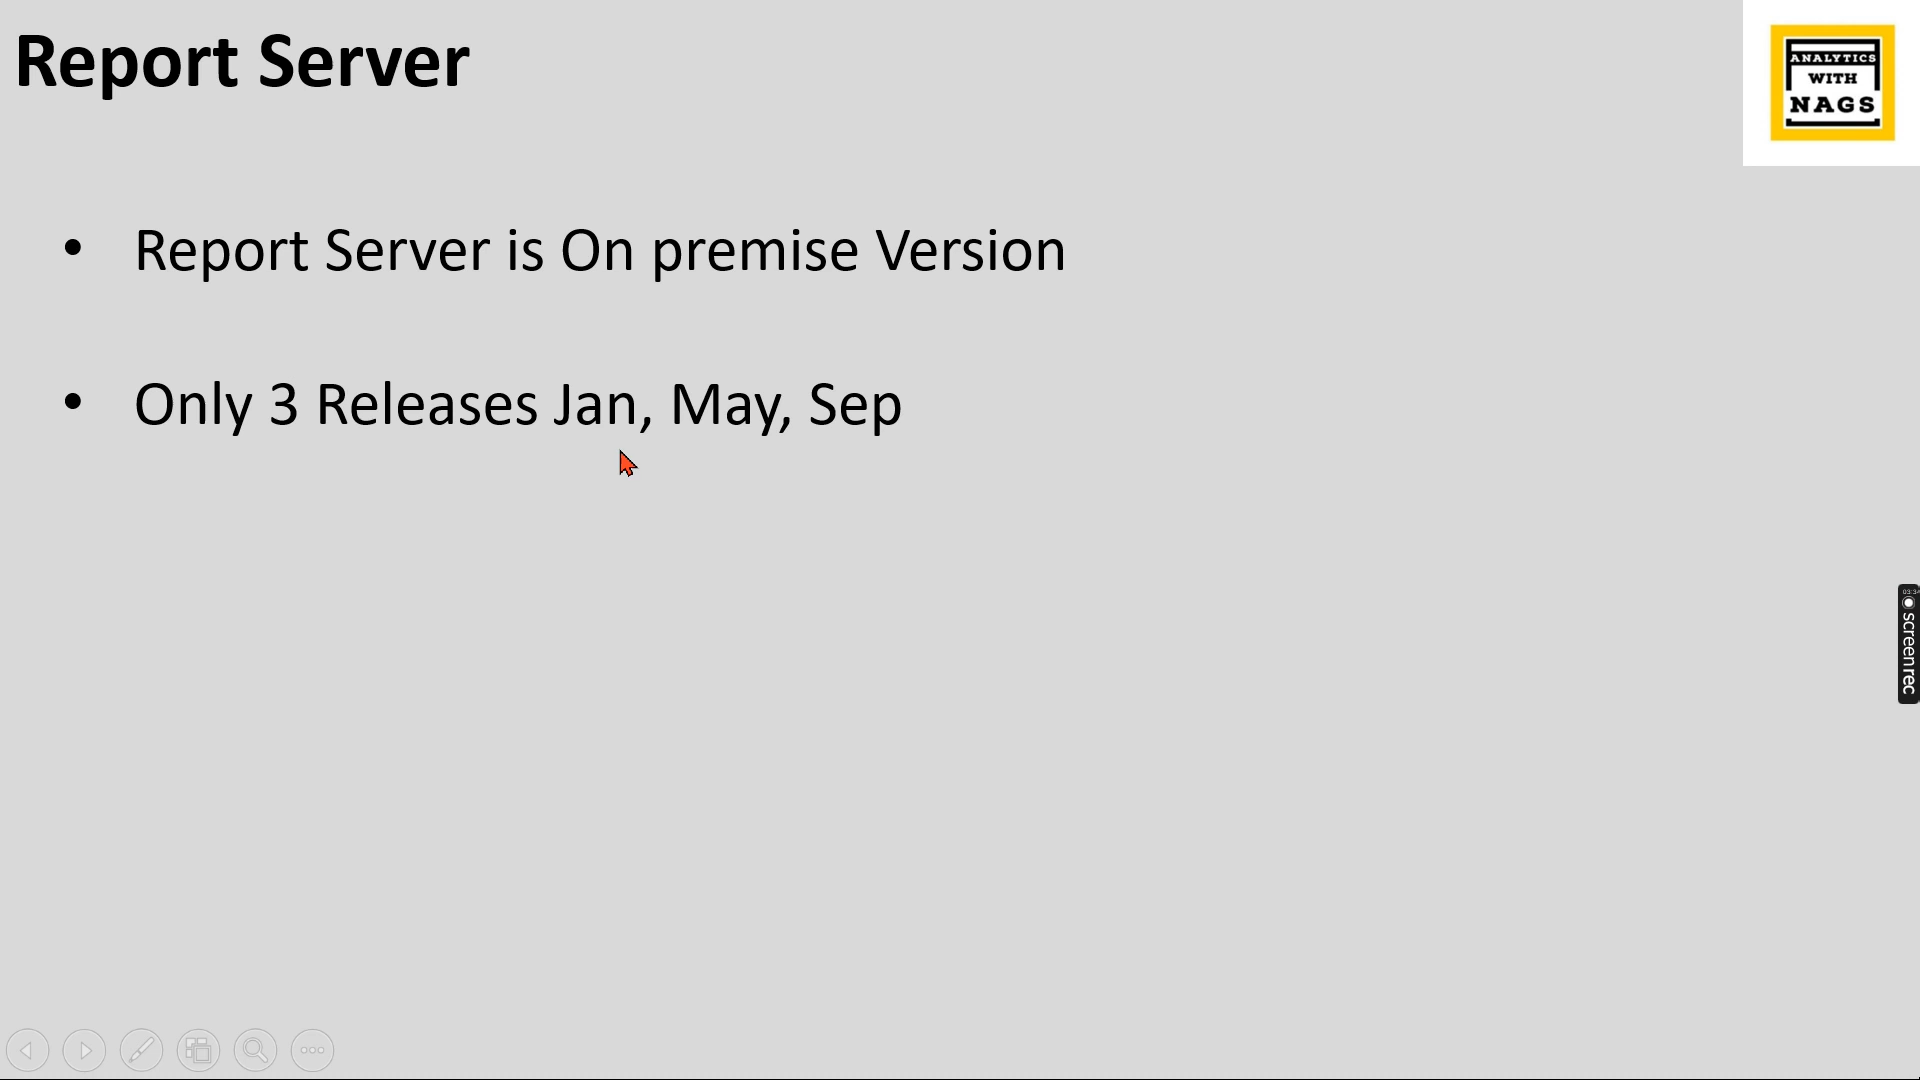 Report Server
ANALYTICS
WITH
NAGS
• Report Server is On premise Version
• Only 3 Releases Jan, May, Sep
screenrec